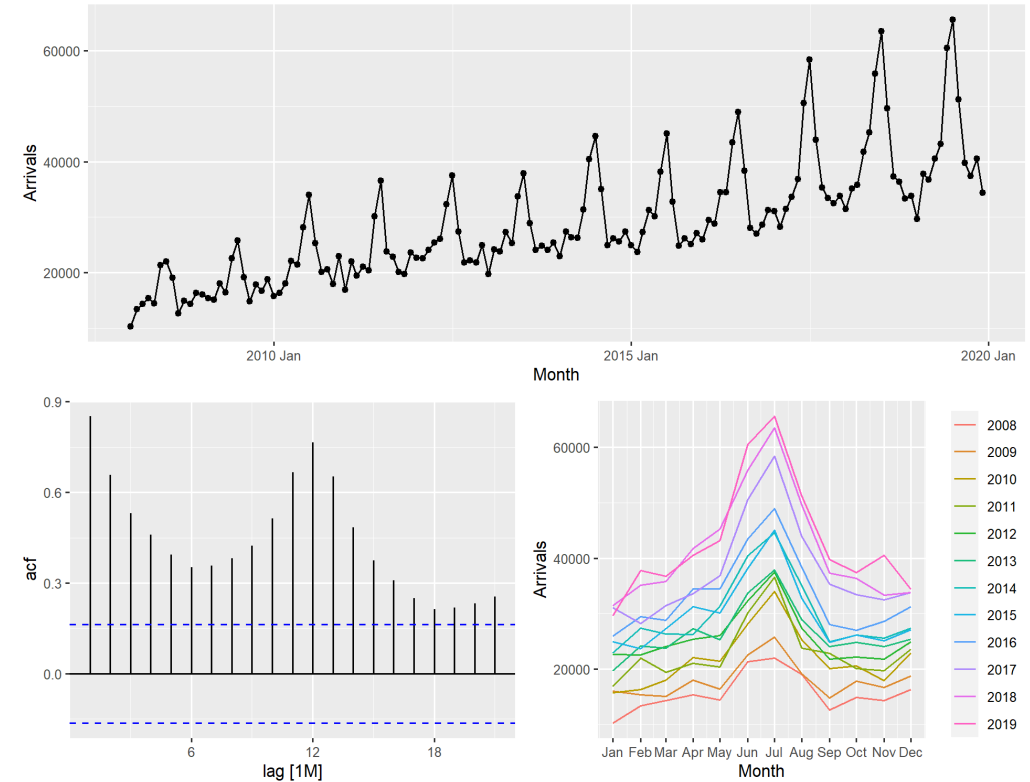 60000
40000
20000
Arrivals
2010 Jan
2015 Jan
2020 Jan
Month
0.9
0.6
0.3
0.0
acf
6
12
18
lag [1M]
60000
40000
20000
Arrivals
Jan Feb Mar Apr May Jun Jul Aug Sep Oct Nov Dec
Month
2008
2009
2010
2011
2012
2013
2014
2015
2016
2017
2018
2019